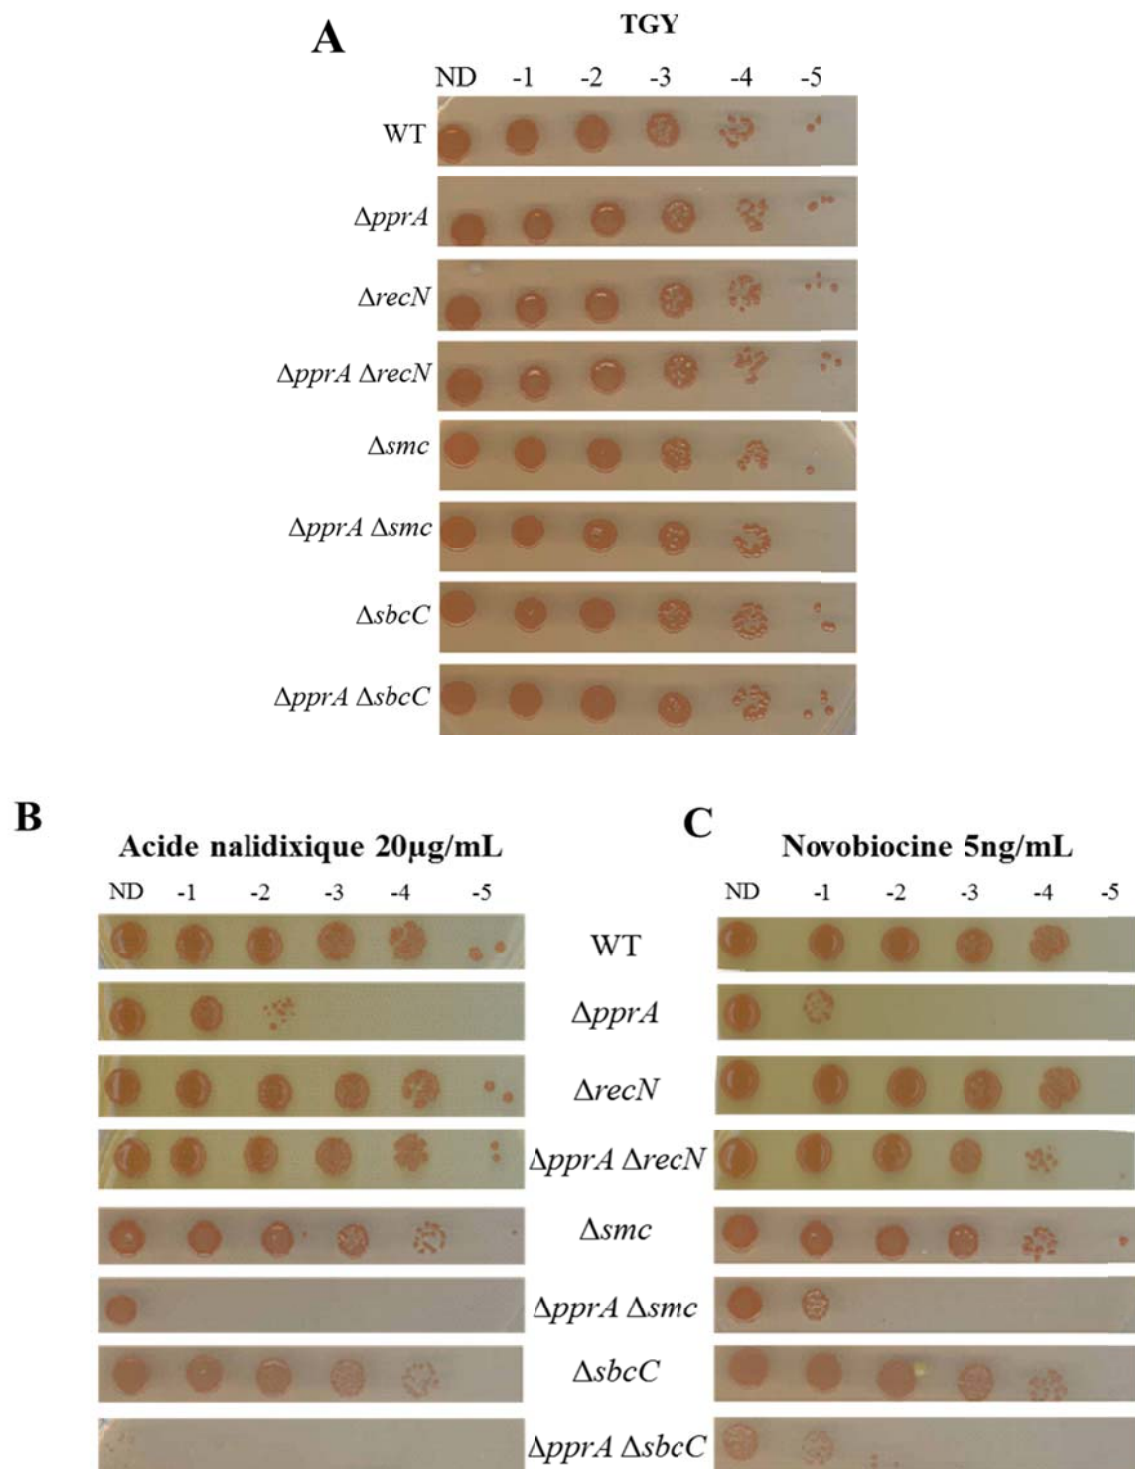 A
TGY
ND -1 -2 -3 -4 -5
WT
ΔpprA
ΔrecN
ΔpprA ΔrecN
Δsmc
ΔpprA Δsmc
ΔsbcC
ΔpprA ΔsbcC
B
Acide nalidixique 20µg/mL
ND -1 -2 -3 -4 -5
C
Novobiocine 5ng/mL
ND -1 -2 -3 -4 -5
WT
ΔpprA
ΔrecN
ΔpprA ΔrecN
Δsmc
ΔpprA Δsmc
ΔsbcC
ΔpprA ΔsbcC